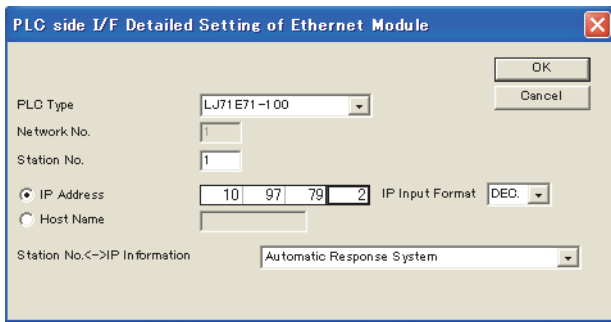 PLC side I/F Detailed Setting of Ethernet Module
OK
Cancel
PLC Type LJ71E71-100
Network No. 1
Station No. 1
IP Address 10 97 79 2 IP Input Format DEC.
Host Name
Station No.<->IP Information Automatic Response System